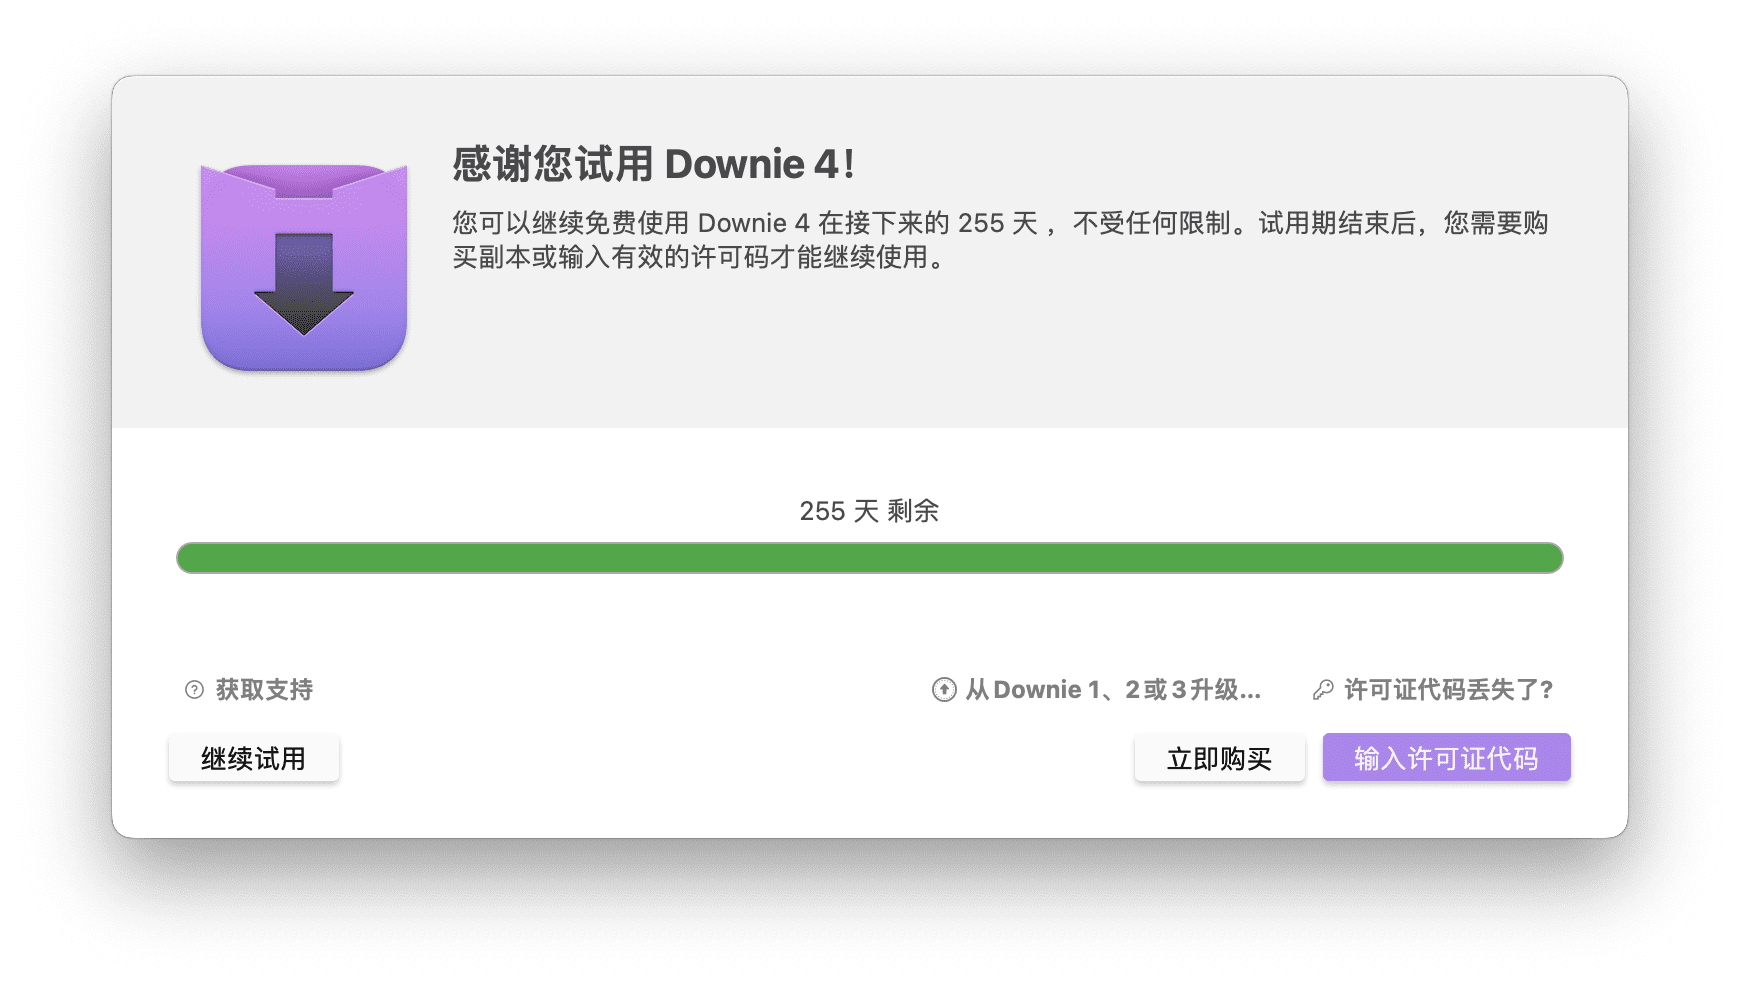 感谢您试用 Downie 4！
您可以继续免费使用 Downie 4 在接下来的 255 天 ，不受任何限制。试用期结束后，您需要购
买副本或输入有效的许可码才能继续使用。
255 天 剩余
获取支持
从 Downie 1、2 或 3 升级...
许可证代码丢失了?
继续试用
立即购买
输入许可证代码